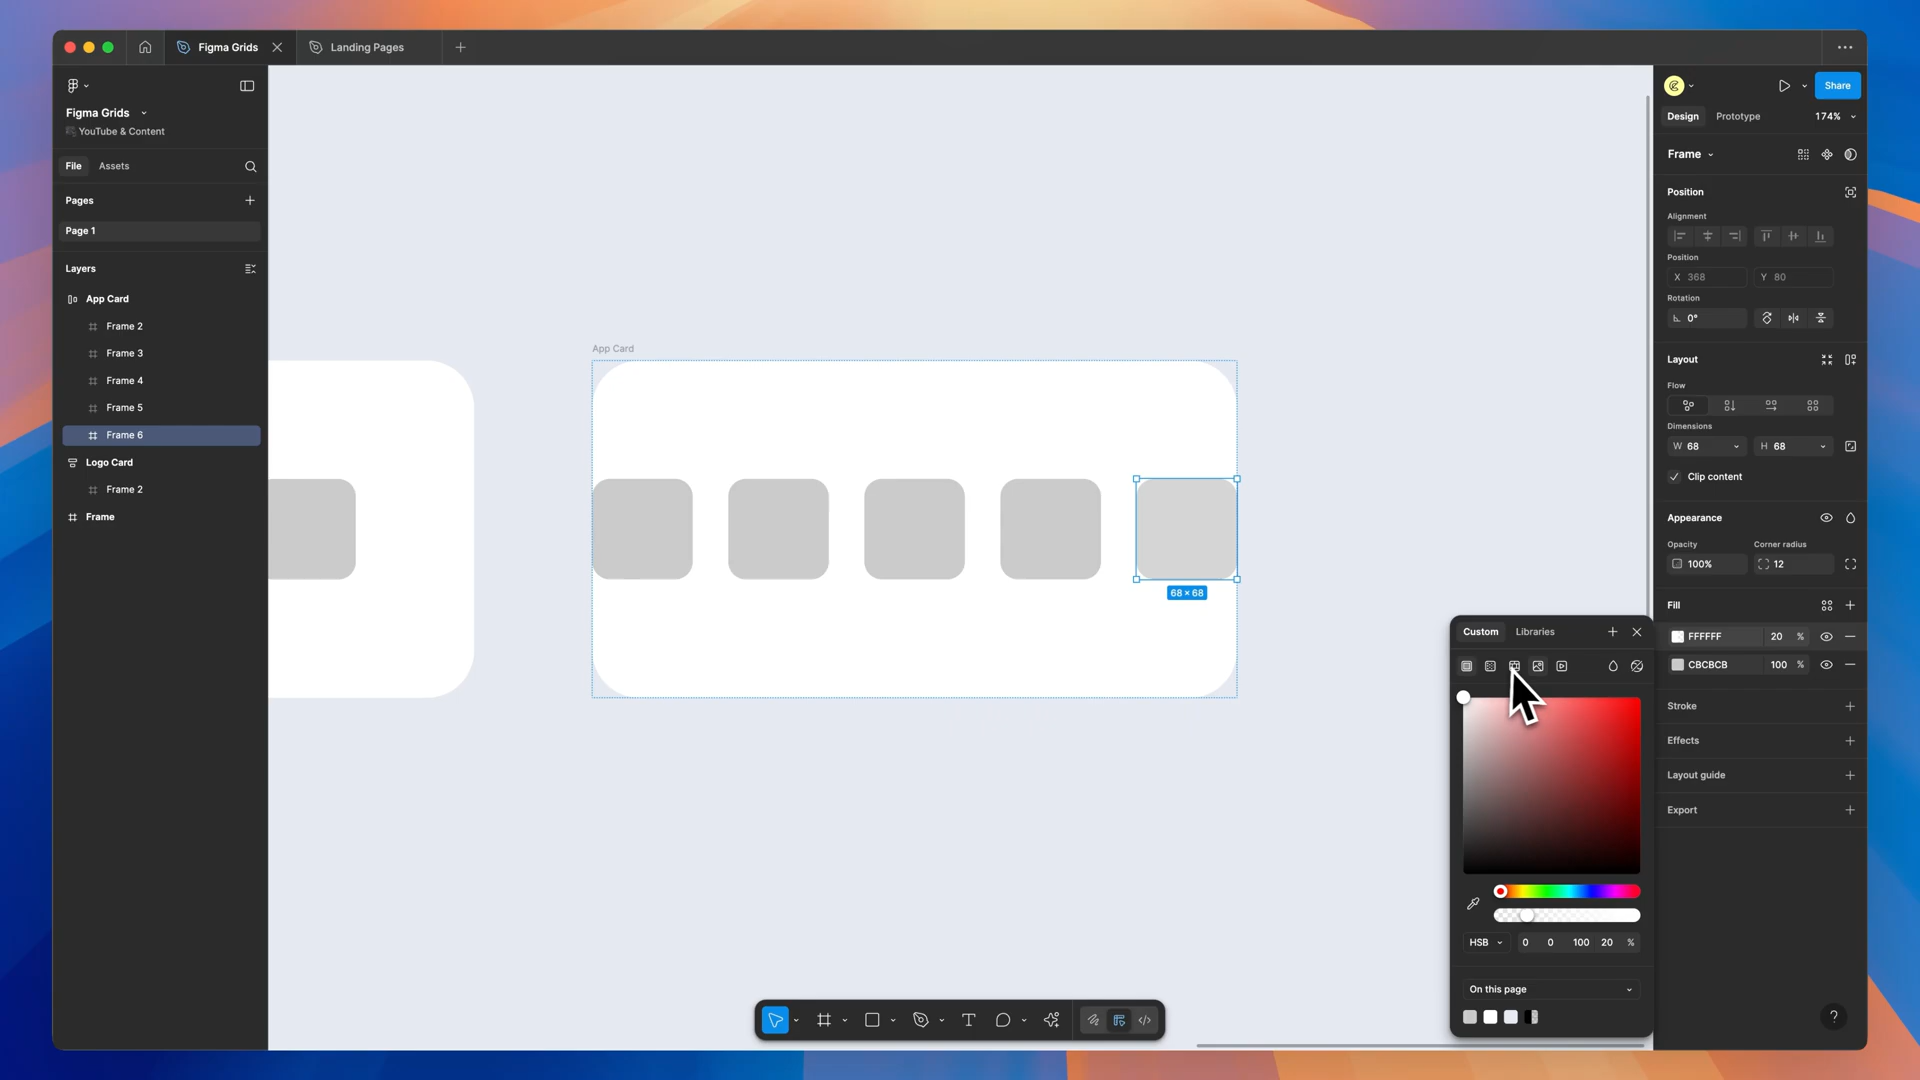 Figma Grids
Landing Pages
Figma Grids
YouTube & Content
File
Assets
Pages
Page 1
Layers
App Card
Frame 2
Frame 3
Frame 4
Frame 5
Frame 6
Logo Card
Frame 2
Frame
App Card
68 × 68
Share
Design
Prototype
174%
Frame
Position
Alignment
Position
X 368
Y 80
Rotation
0°
Layout
Flow
Dimensions
W 68
H 68
Clip content
Appearance
Opacity
Corner radius
100%
12
Fill
FFFFFF 20 %
CBCBCB 100 %
Stroke
Effects
Layout guide
Export
Custom
Libraries
HSB 0 0 100 20 %
On this page
?